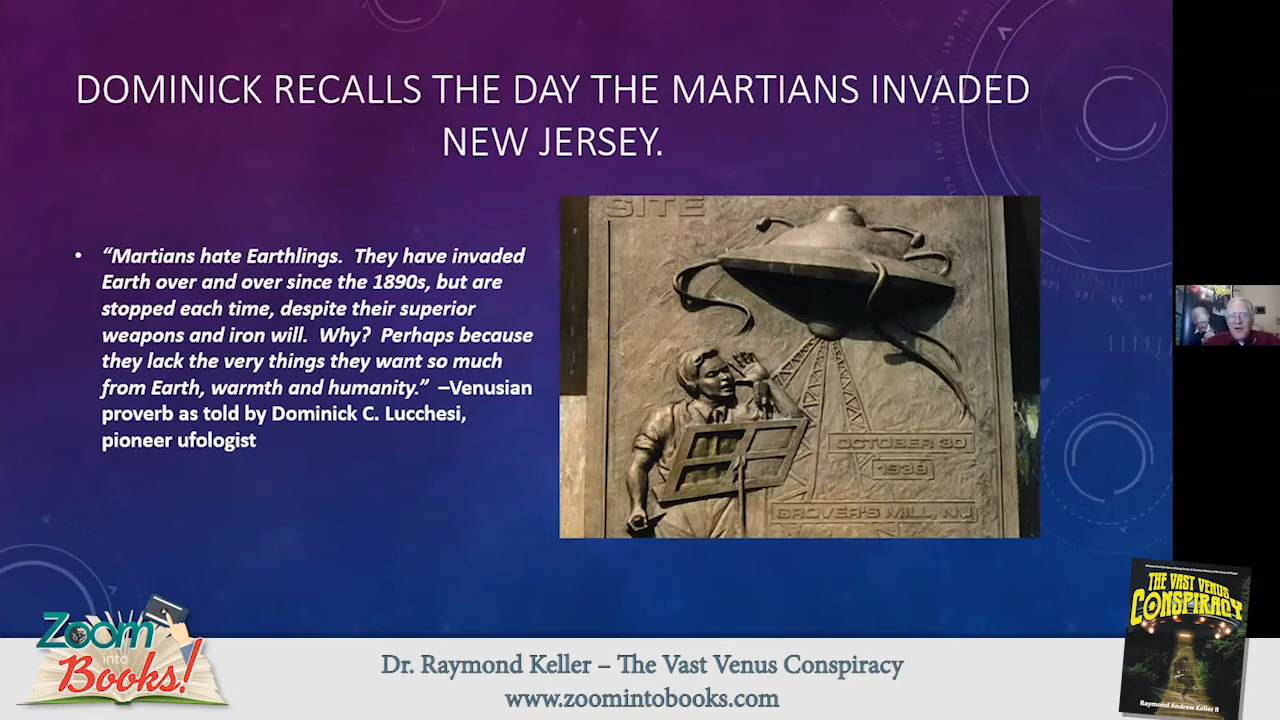 DOMINICK RECALLS THE DAY THE MARTIANS INVADED
NEW JERSEY.
• “Martians hate Earthlings. They have invaded
Earth over and over since the 1890s, but are
stopped each time, despite their superior
weapons and iron will. Why? Perhaps because
they lack the very things they want so much
from Earth, warmth and humanity.” –Venusian
proverb as told by Dominick C. Lucchesi,
pioneer ufologist
SITE
OCTOBER 30
1938
GROVER'S MILL, NJ
Zoom
into
Books!
Dr. Raymond Keller – The Vast Venus Conspiracy
www.zoomintobooks.com
THE VAST VENUS
CONSPIRACY
Raymond Andrew Keller II